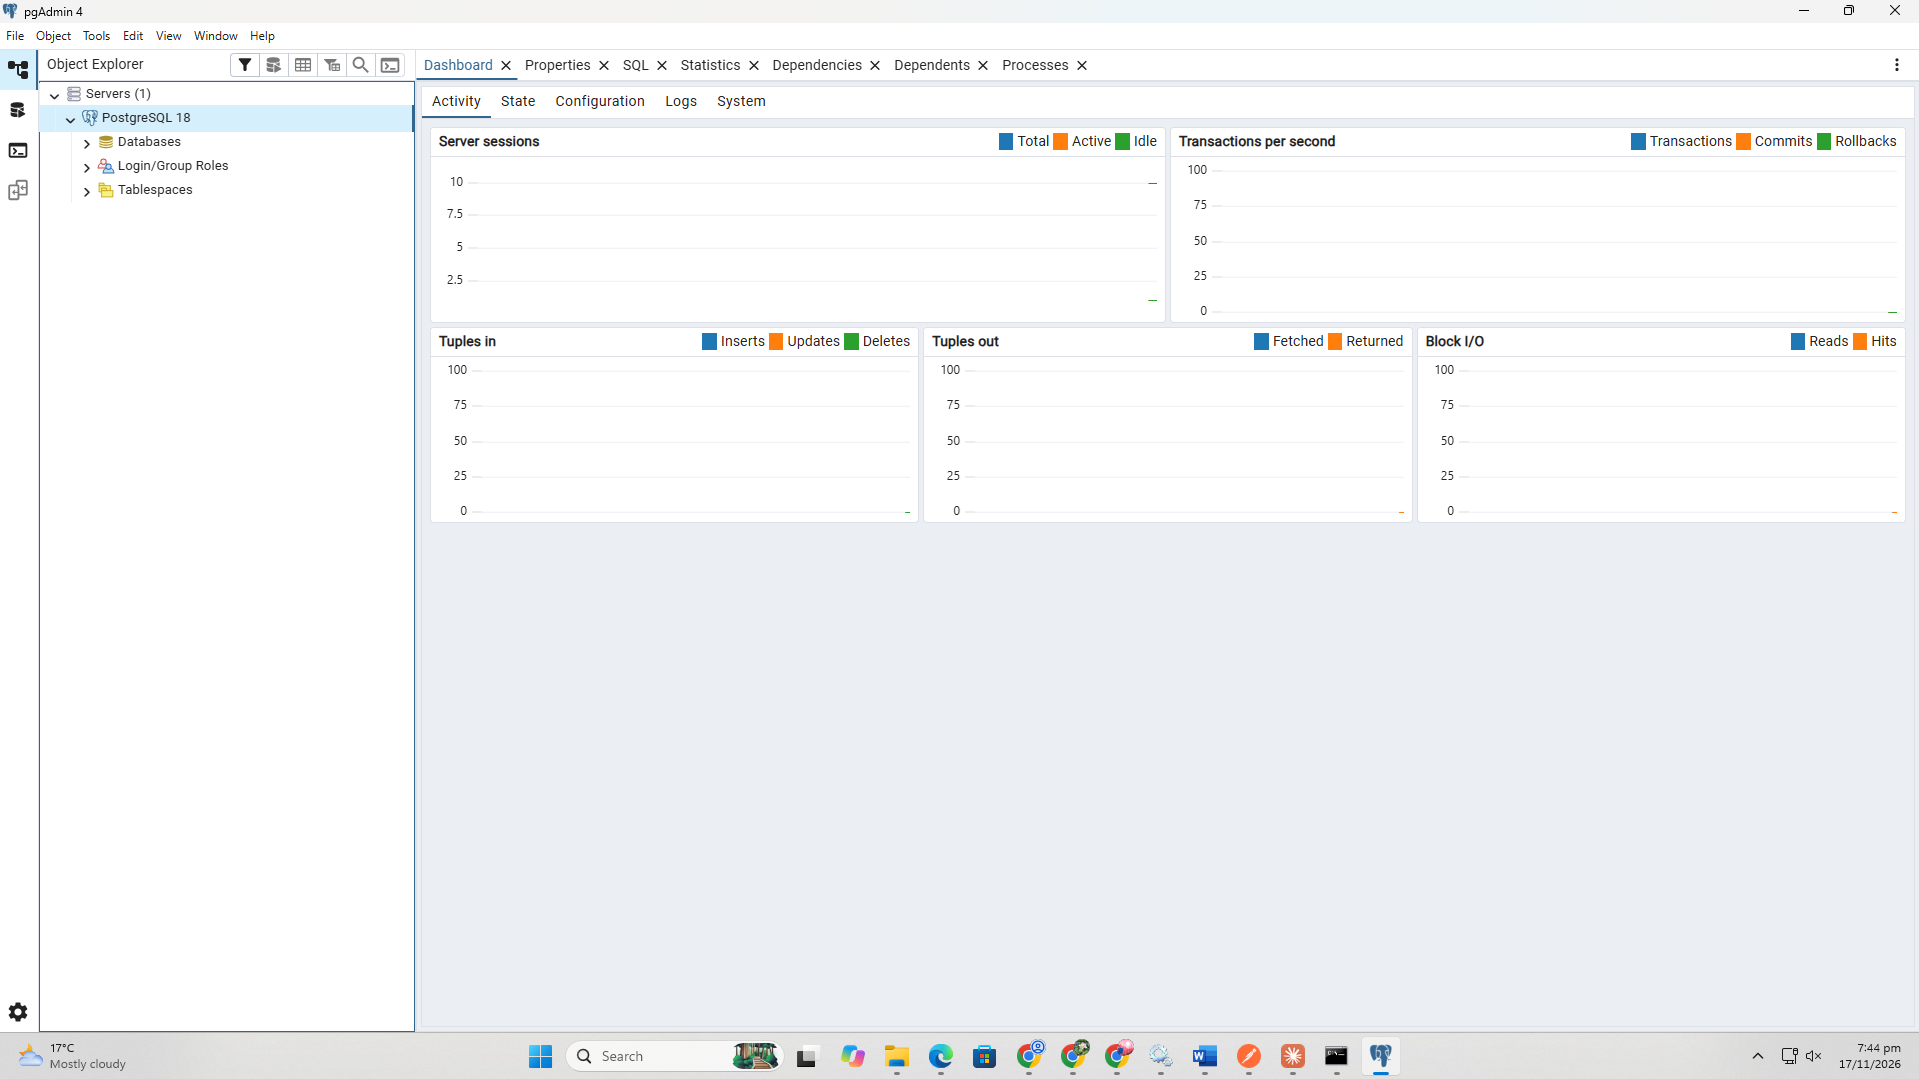 pgAdmin 4
File Object Tools Edit View Window Help
Object Explorer
Dashboard Properties SQL Statistics Dependencies Dependents Processes
Servers (1)
PostgreSQL 18
Databases
Login/Group Roles
Tablespaces
Activity State Configuration Logs System
Server sessions Total Active Idle
10
7.5
5
2.5
Transactions per second Transactions Commits Rollbacks
100
75
50
25
0
Tuples in Inserts Updates Deletes
100
75
50
25
0
Tuples out Fetched Returned
100
75
50
25
0
Block I/O Reads Hits
100
75
50
25
0
17°C
Mostly cloudy
Search
7:44 pm
17/11/2026